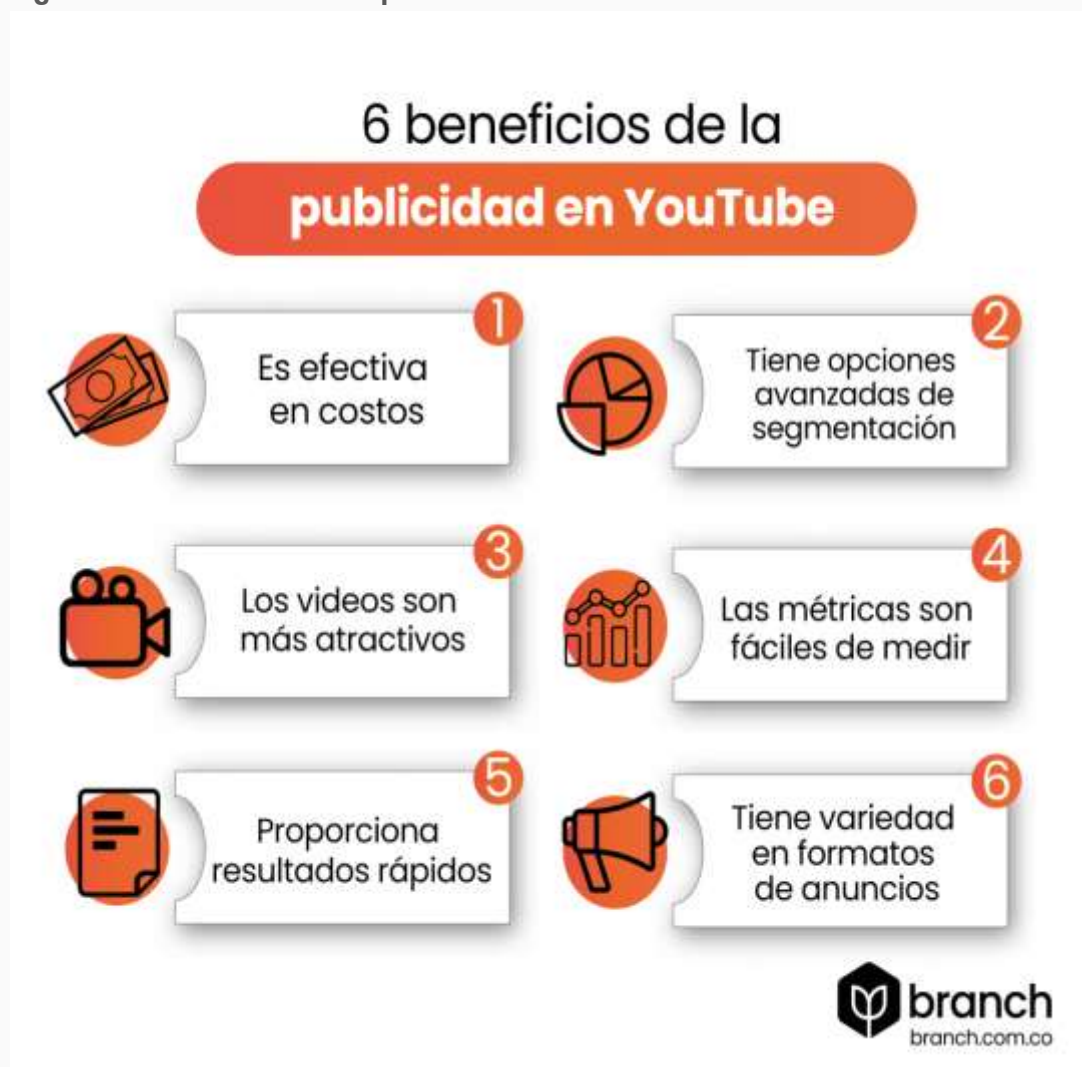 6 beneficios de la
publicidad en YouTube
1
Es efectiva
en costos
2
Tiene opciones
avanzadas de
segmentación
3
Los videos son
más atractivos
4
Las métricas son
fáciles de medir
5
Proporciona
resultados rápidos
6
Tiene variedad
en formatos
de anuncios
branch
branch.com.co